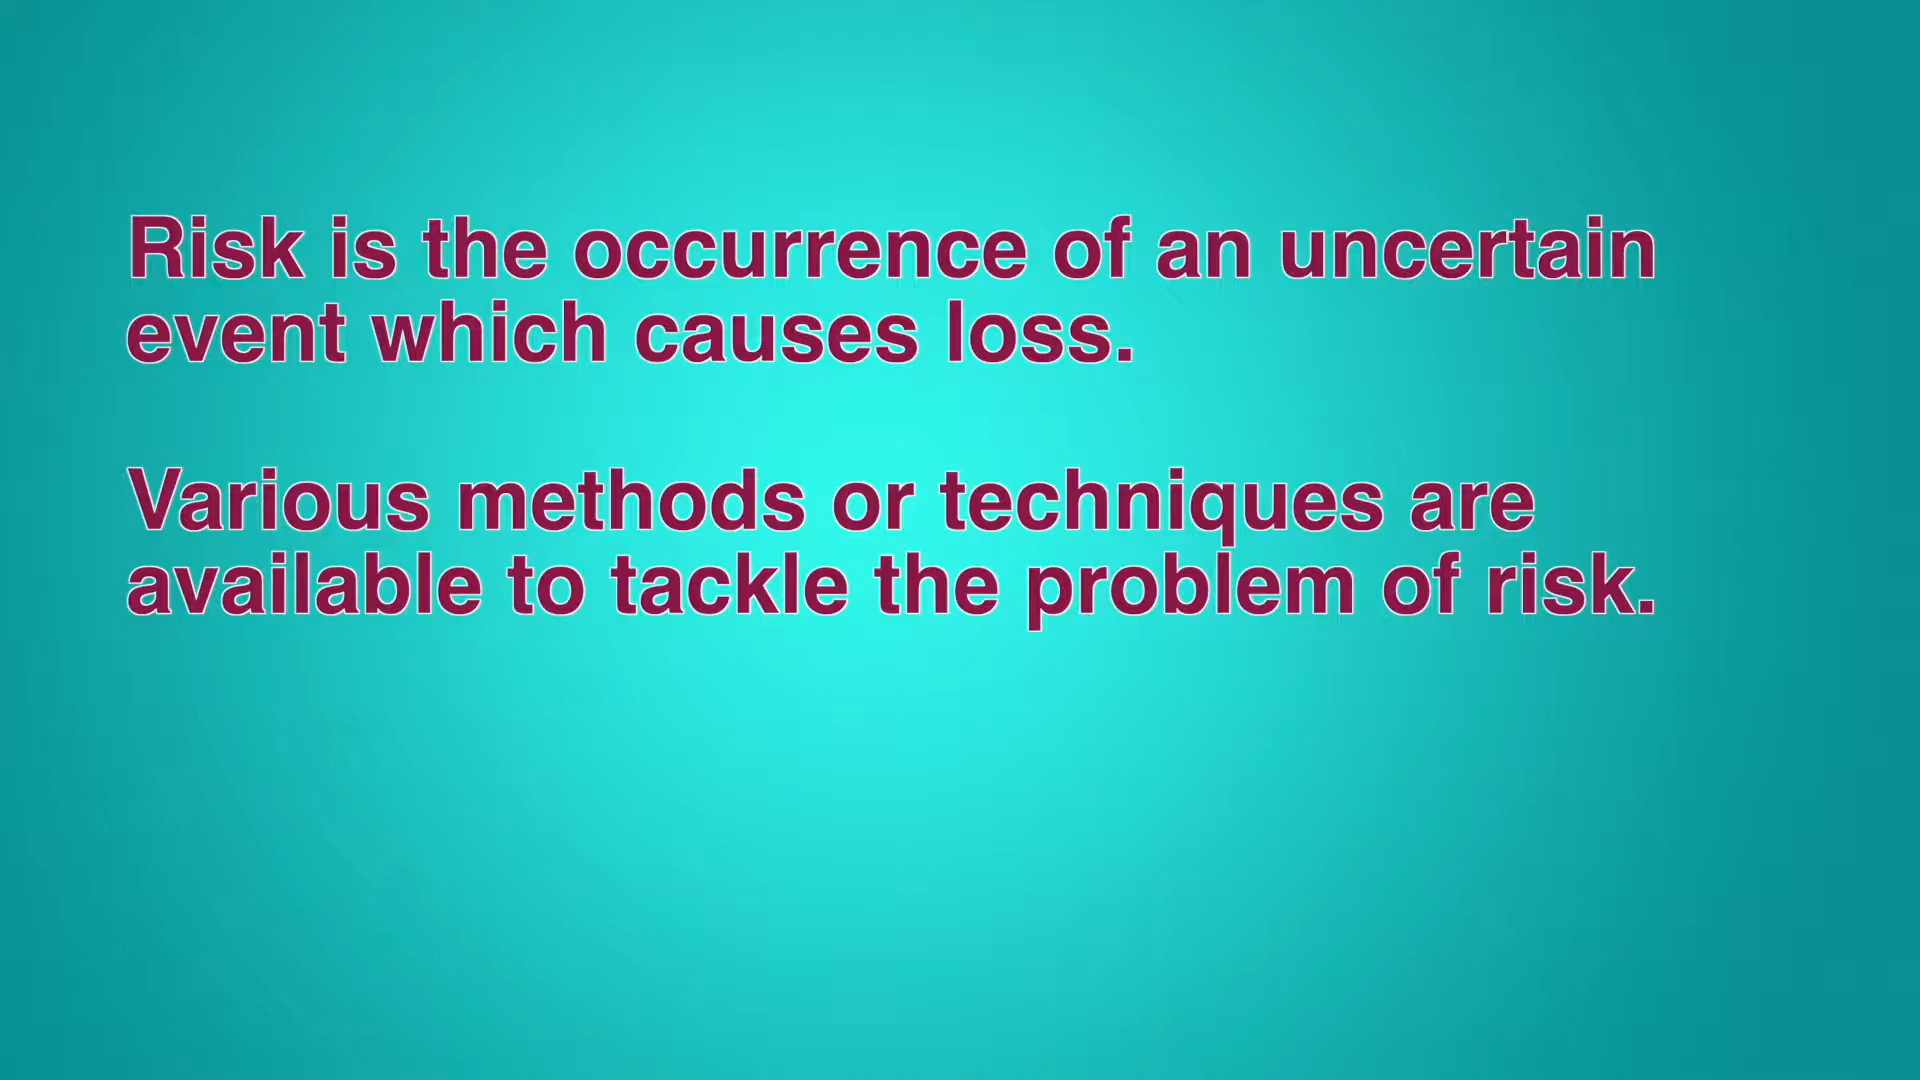 Risk is the occurrence of an uncertain
event which causes loss.
Various methods or techniques are
available to tackle the problem of risk.